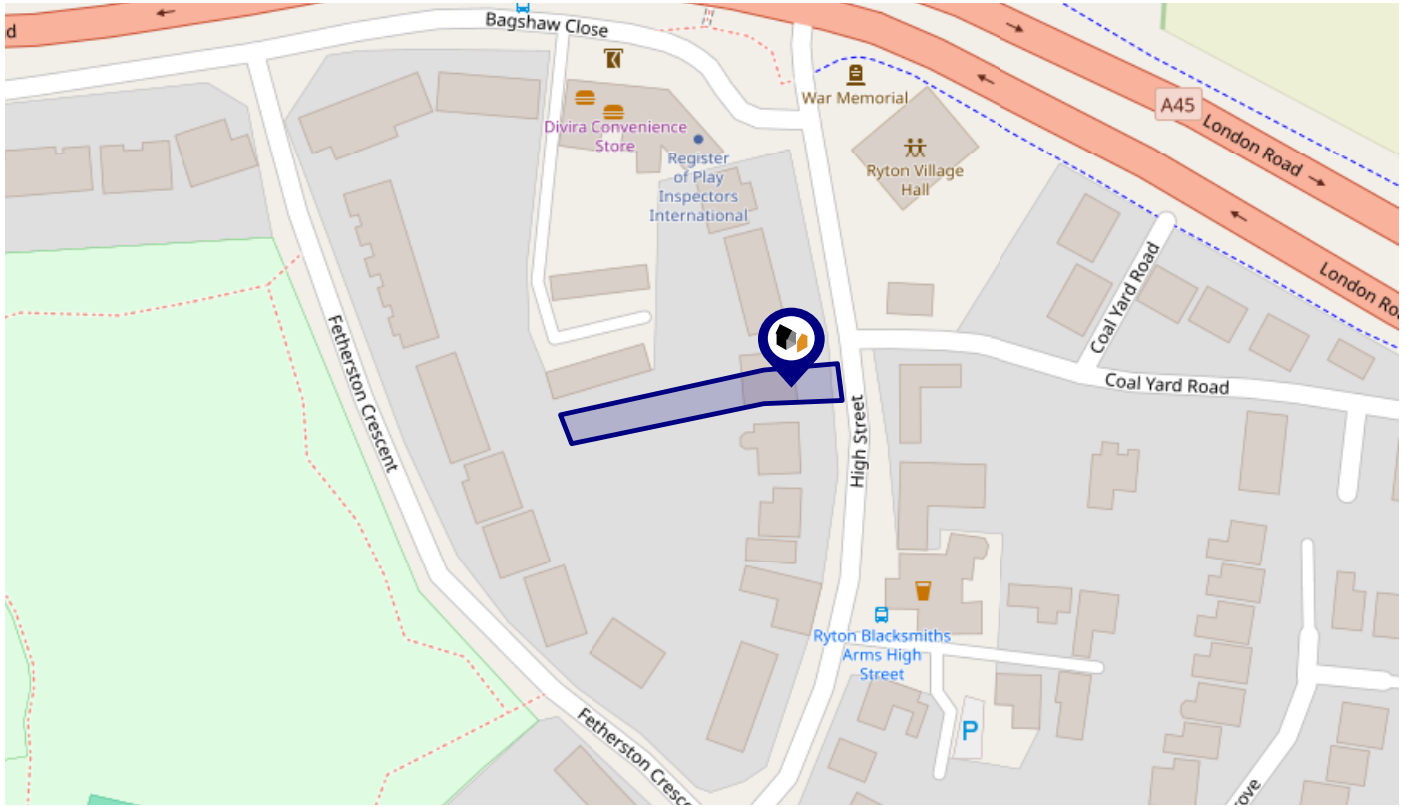 d
Bagshaw Close
War Memorial
A45
London Road
Divira Convenience
Store
Register
of Play
Inspectors
International
Ryton Village
Hall
London Ro
Coal Yard Road
Coal Yard Road
Fetherston Crescent
High Street
Ryton Blacksmiths
Arms High
Street
P
Fetherston Cresc
ove